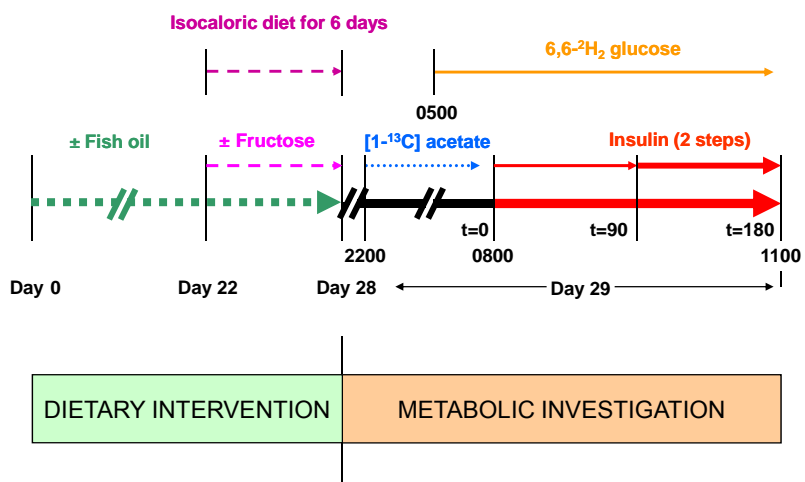 Isocaloric diet for 6 days
6,6-²H₂ glucose
0500
± Fish oil
± Fructose
[1-¹³C] acetate
Insulin (2 steps)
t=0
t=90
t=180
2200
0800
1100
Day 0
Day 22
Day 28
Day 29
DIETARY INTERVENTION
METABOLIC INVESTIGATION